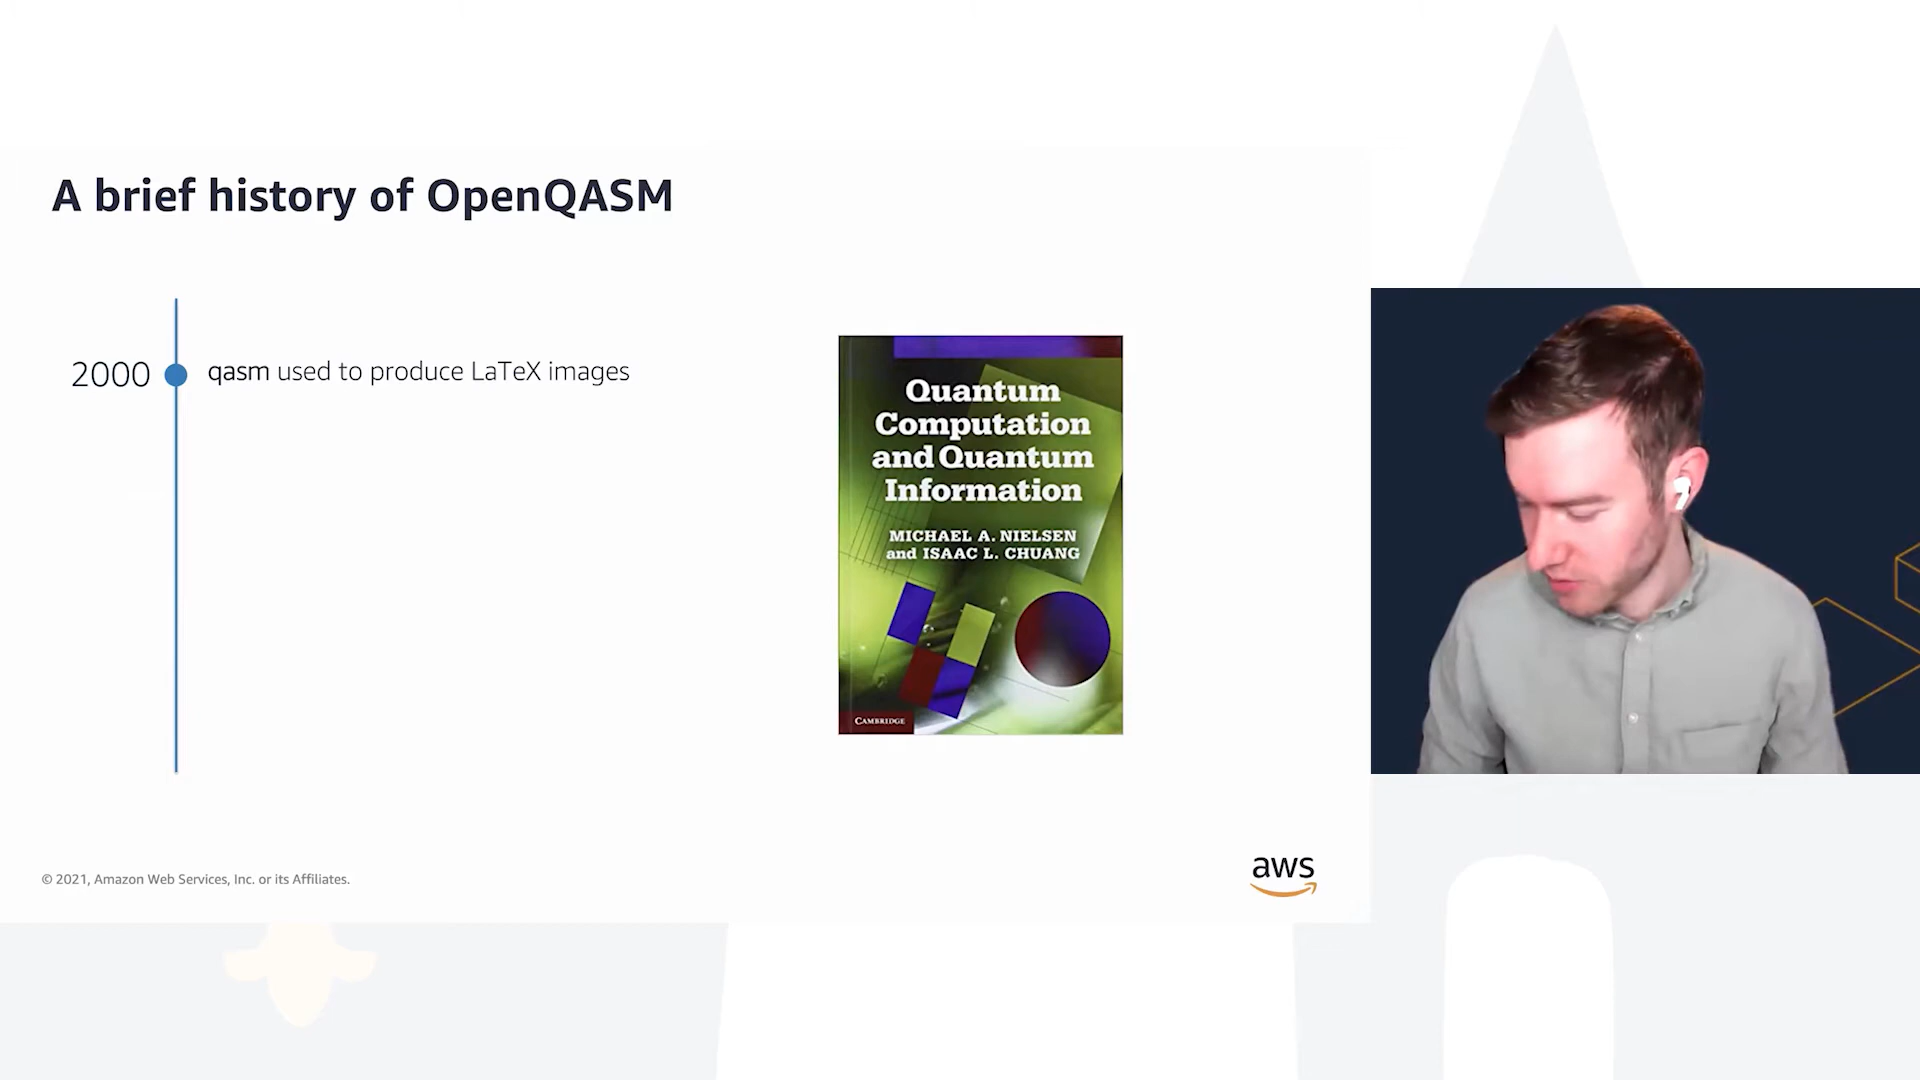 A brief history of OpenQASM
2000
qasm used to produce LaTeX images
Quantum
Computation
and Quantum
Information
MICHAEL A. NIELSEN
and ISAAC L. CHUANG
CAMBRIDGE
© 2021, Amazon Web Services, Inc. or its Affiliates.
aws